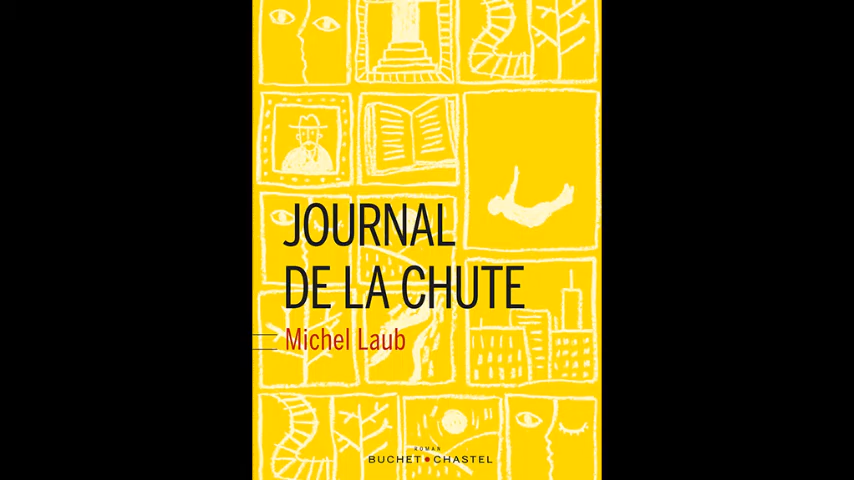 JOURNAL
DE LA CHUTE
Michel Laub
ROMAN
BUCHET • CHASTEL